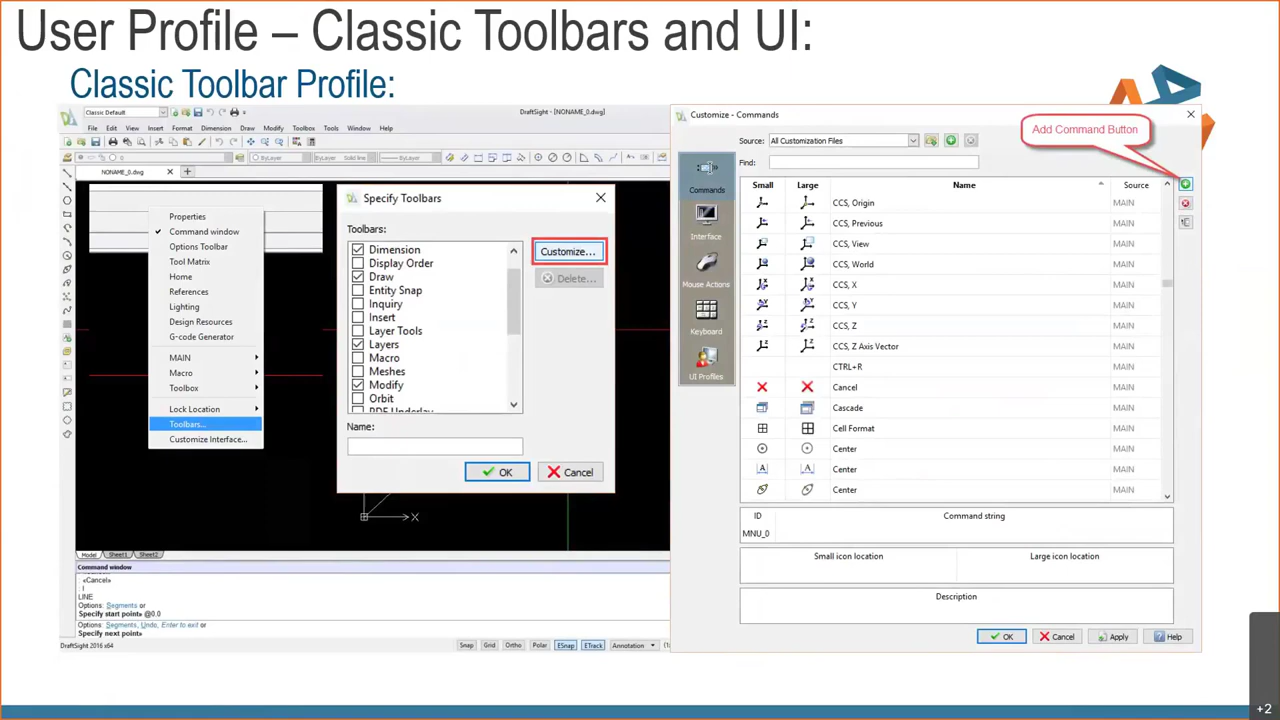 User Profile – Classic Toolbars and UI:
Classic Toolbar Profile:
Classic Default
DraftSight - [NONAME_0.dwg]
File Edit View Insert Format Dimension Draw Modify Toolbox Tools Window Help
0 ByLayer Solid line ByLayer
NONAME_0.dwg
Properties
Command window
Options Toolbar
Tool Matrix
Home
References
Lighting
Design Resources
G-code Generator
MAIN
Macro
Toolbox
Lock Location
Toolbars...
Customize Interface...
Specify Toolbars
Toolbars:
Dimension
Display Order
Draw
Entity Snap
Inquiry
Insert
Layer Tools
Layers
Macro
Meshes
Modify
Orbit
PDF Underlay
Customize...
Delete...
Name:
OK Cancel
X
Model Sheet1 Sheet2
Command window
«Cancel»
: l
LINE
Options: Segments or
Specify start point» @0.0
Options: Segments, Undo, Enter to exit or
Specify next point»
DraftSight 2016 x64
Snap Grid Ortho Polar ESnap ETrack Annotation
Customize - Commands
Add Command Button
Source: All Customization Files
Find:
Commands
Interface
Mouse Actions
Keyboard
UI Profiles
Small Large Name Source
CCS, Origin MAIN
CCS, Previous MAIN
CCS, View MAIN
CCS, World MAIN
CCS, X MAIN
CCS, Y MAIN
CCS, Z MAIN
CCS, Z Axis Vector MAIN
CTRL+R MAIN
Cancel MAIN
Cascade MAIN
Cell Format MAIN
Center MAIN
Center MAIN
Center MAIN
ID Command string
MNU_0
Small icon location Large icon location
Description
OK Cancel Apply Help
+2